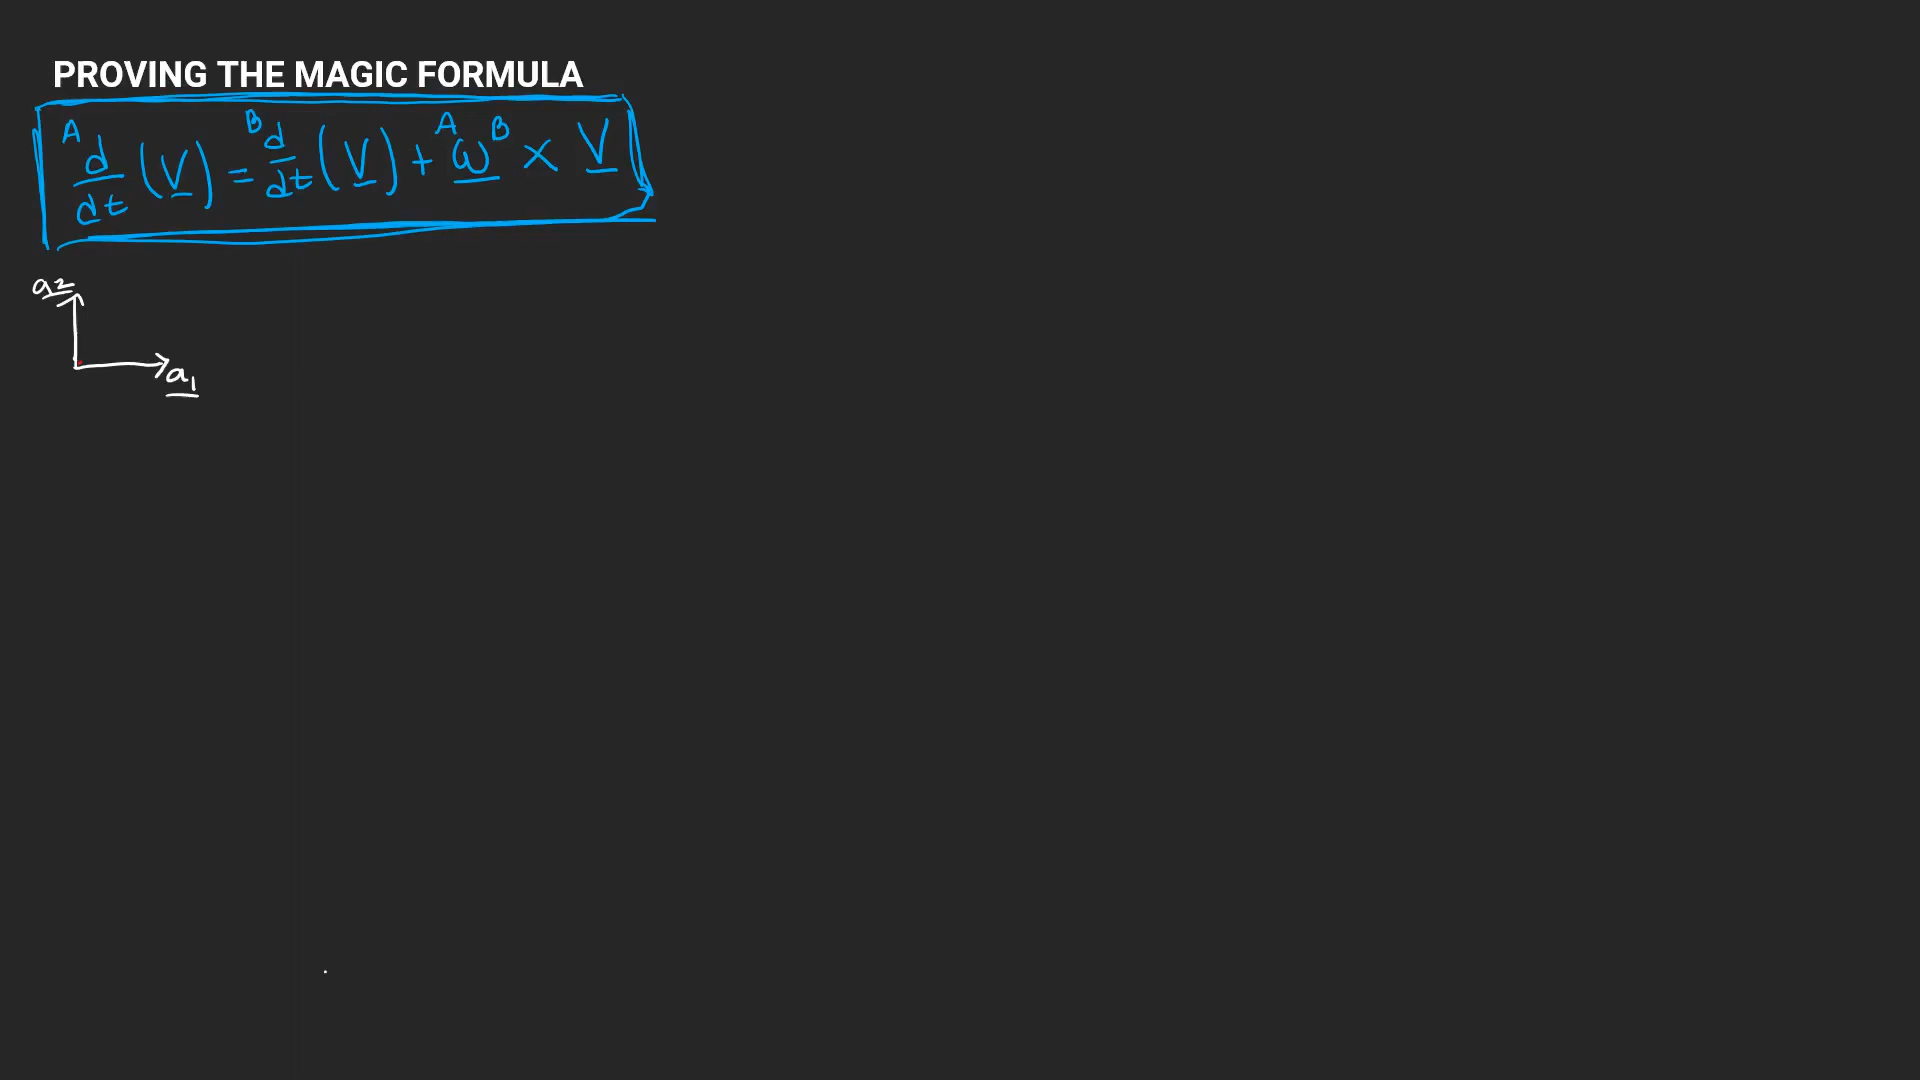 PROVING THE MAGIC FORMULA
ᴬd/dt (V) = ᴮd/dt (V) + ᴬωᴮ × V
a2
a1